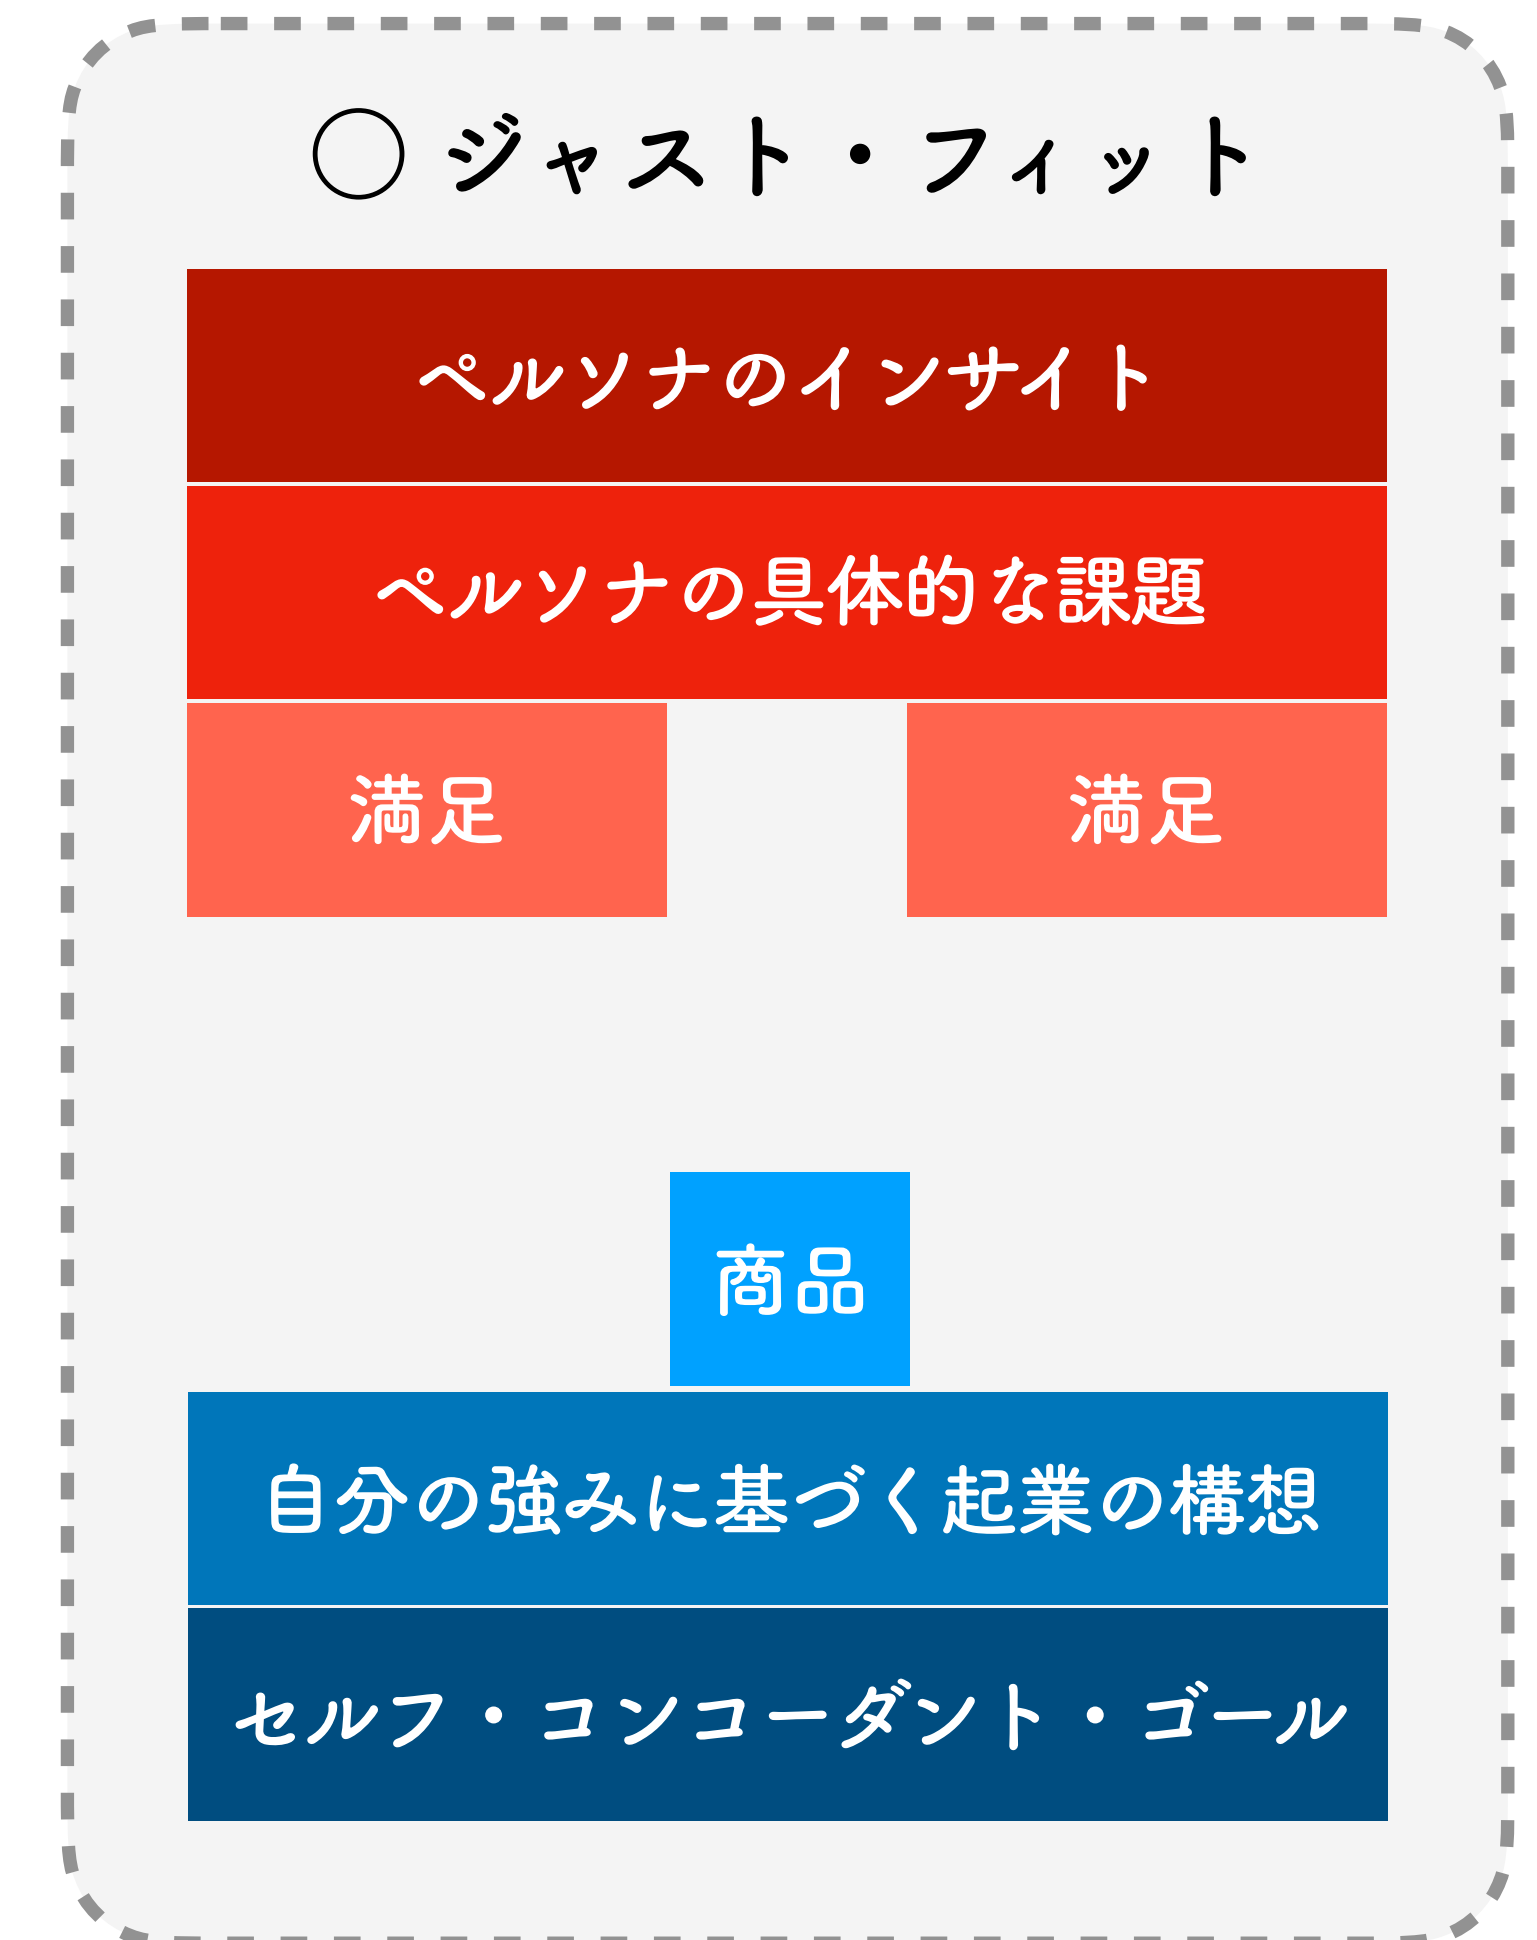 ◯ ジャスト・フィット
ペルソナのインサイト
ペルソナの具体的な課題
満足
満足
商品
自分の強みに基づく起業の構想
セルフ・コンコーダント・ゴール